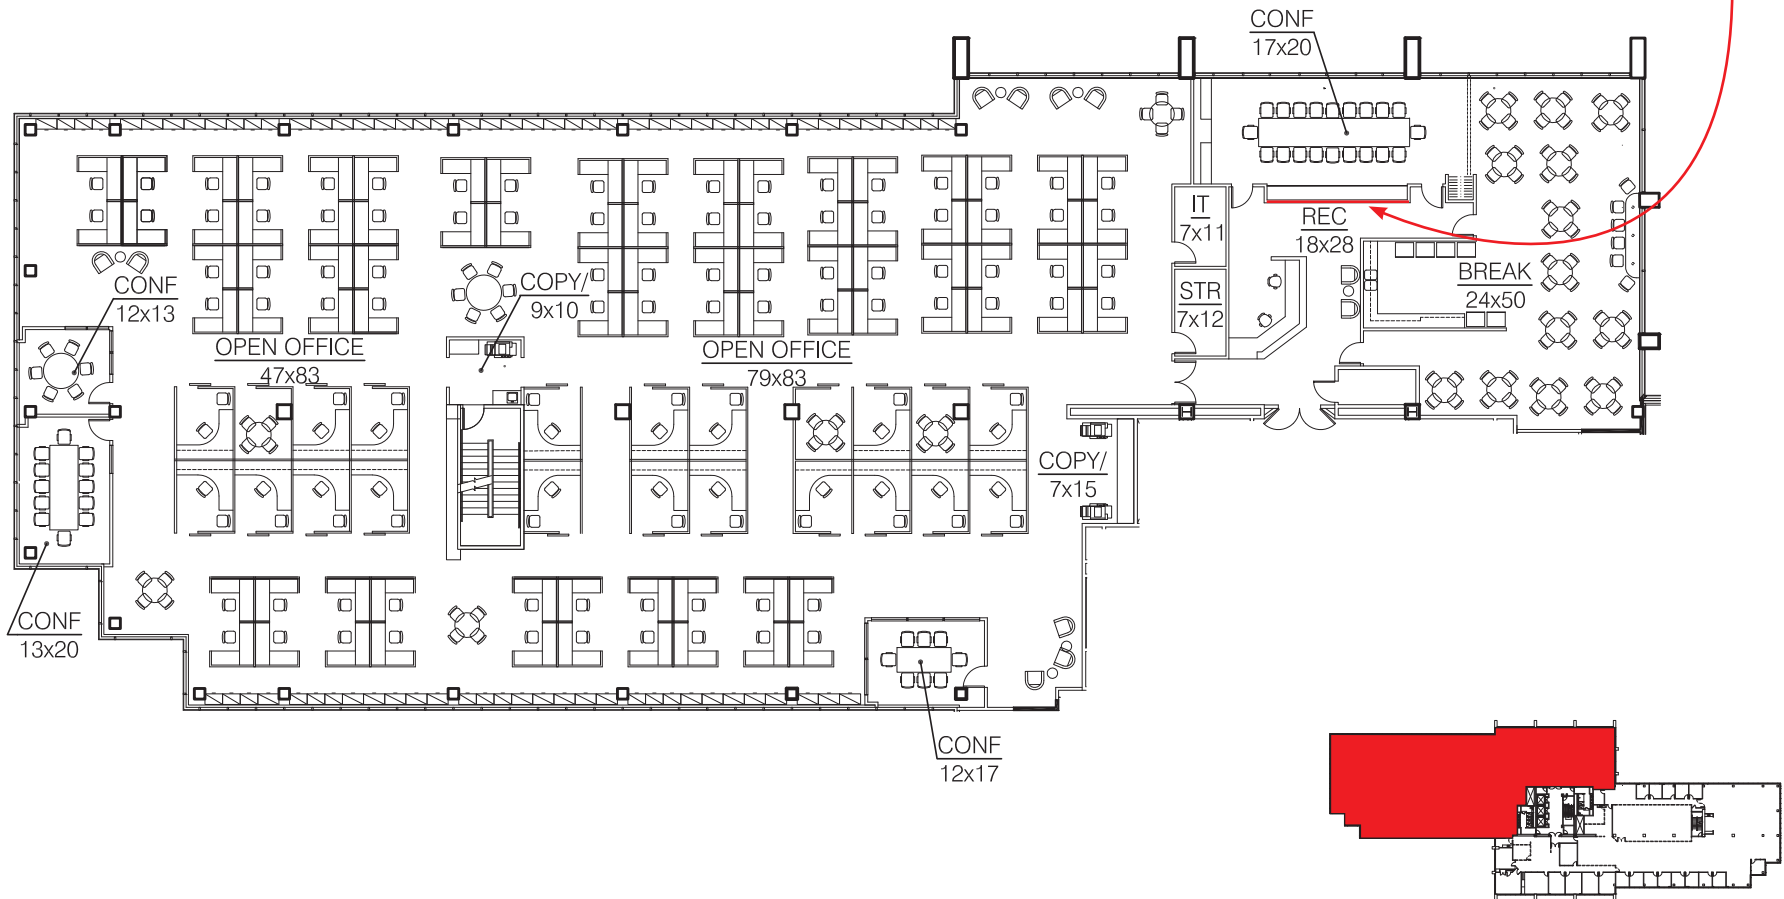 CONF
17x20
IT
7x11
REC
18x28
BREAK
24x50
STR
7x12
CONF
12x13
COPY/
9x10
OPEN OFFICE
47x83
OPEN OFFICE
79x83
COPY/
7x15
CONF
13x20
CONF
12x17